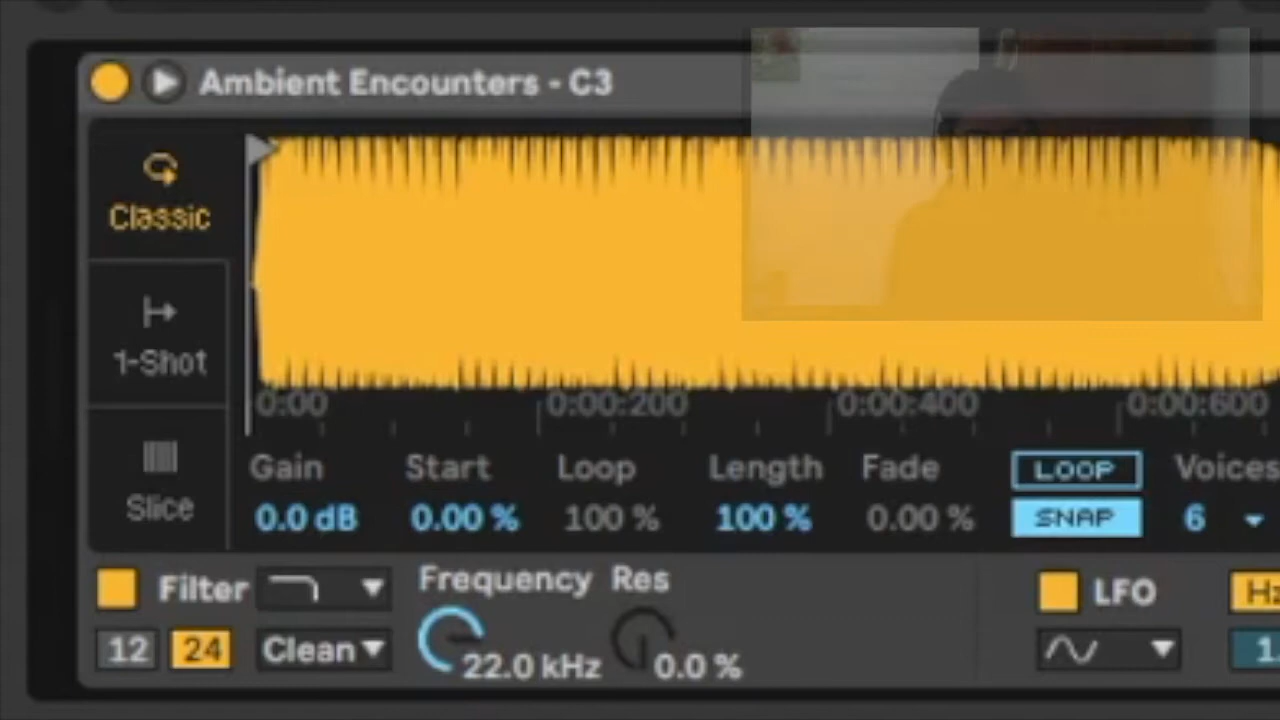 Ambient Encounters - C3
Classic
1-Shot
Slice
0:00 0:00:200 0:00:400 0:00:600
Gain Start Loop Length Fade LOOP Voices
0.0 dB 0.00 % 100 % 100 % 0.00 % SNAP 6
Filter Frequency Res LFO Hz
12 24 Clean 22.0 kHz 0.0 % 1.